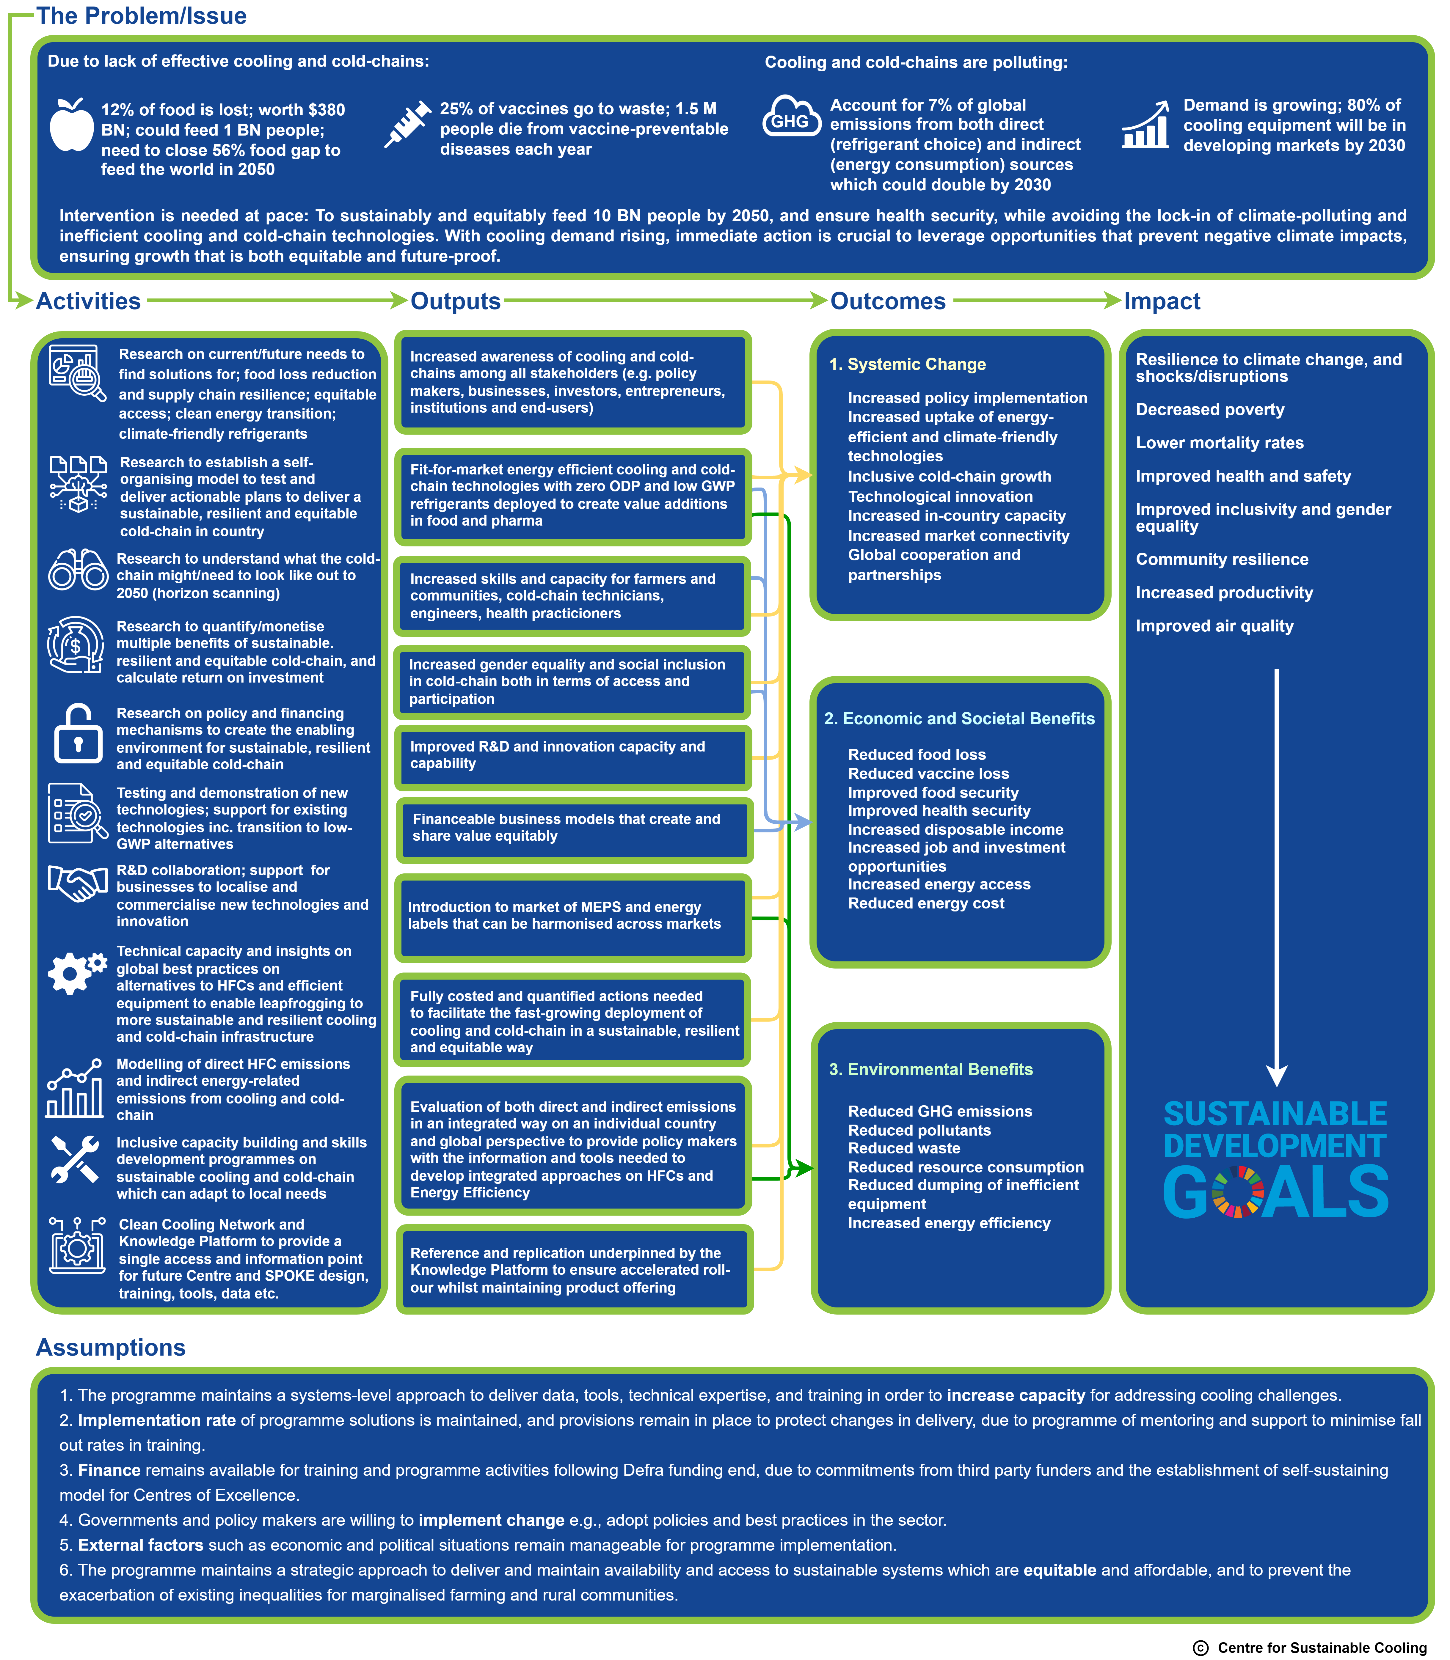 The Problem/Issue
Due to lack of effective cooling and cold-chains:
12% of food is lost; worth $380
BN; could feed 1 BN people;
need to close 56% food gap to
feed the world in 2050
25% of vaccines go to waste; 1.5 M
people die from vaccine-preventable
diseases each year
Cooling and cold-chains are polluting:
GHG
Account for 7% of global
emissions from both direct
(refrigerant choice) and indirect
(energy consumption) sources
which could double by 2030
Demand is growing; 80% of
cooling equipment will be in
developing markets by 2030
Intervention is needed at pace: To sustainably and equitably feed 10 BN people by 2050, and ensure health security, while avoiding the lock-in of climate-polluting and
inefficient cooling and cold-chain technologies. With cooling demand rising, immediate action is crucial to leverage opportunities that prevent negative climate impacts,
ensuring growth that is both equitable and future-proof.
Activities
Research on current/future needs to
find solutions for; food loss reduction
and supply chain resilience; equitable
access; clean energy transition;
climate-friendly refrigerants
Research to establish a self-
organising model to test and
deliver actionable plans to deliver a
sustainable, resilient and equitable
cold-chain in country
Research to understand what the cold-
chain might/need to look like out to
2050 (horizon scanning)
$
Research to quantify/monetise
multiple benefits of sustainable.
resilient and equitable cold-chain, and
calculate return on investment
Research on policy and financing
mechanisms to create the enabling
environment for sustainable, resilient
and equitable cold-chain
Testing and demonstration of new
technologies; support for existing
technologies inc. transition to low-
GWP alternatives
R&D collaboration; support for
businesses to localise and
commercialise new technologies and
innovation
Technical capacity and insights on
global best practices on
alternatives to HFCs and efficient
equipment to enable leapfrogging to
more sustainable and resilient cooling
and cold-chain infrastructure
Modelling of direct HFC emissions
and indirect energy-related
emissions from cooling and cold-
chain
Inclusive capacity building and skills
development programmes on
sustainable cooling and cold-chain
which can adapt to local needs
Clean Cooling Network and
Knowledge Platform to provide a
single access and information point
for future Centre and SPOKE design,
training, tools, data etc.
Outputs
Increased awareness of cooling and cold-
chains among all stakeholders (e.g. policy
makers, businesses, investors, entrepreneurs,
institutions and end-users)
Fit-for-market energy efficient cooling and cold-
chain technologies with zero ODP and low GWP
refrigerants deployed to create value additions
in food and pharma
Increased skills and capacity for farmers and
communities, cold-chain technicians,
engineers, health practicioners
Increased gender equality and social inclusion
in cold-chain both in terms of access and
participation
Improved R&D and innovation capacity and
capability
Financeable business models that create and
share value equitably
Introduction to market of MEPS and energy
labels that can be harmonised across markets
Fully costed and quantified actions needed
to facilitate the fast-growing deployment of
cooling and cold-chain in a sustainable, resilient
and equitable way
Evaluation of both direct and indirect emissions
in an integrated way on an individual country
and global perspective to provide policy makers
with the information and tools needed to
develop integrated approaches on HFCs and
Energy Efficiency
Reference and replication underpinned by the
Knowledge Platform to ensure accelerated roll-
our whilst maintaining product offering
Outcomes
1. Systemic Change
Increased policy implementation
Increased uptake of energy-
efficient and climate-friendly
technologies
Inclusive cold-chain growth
Technological innovation
Increased in-country capacity
Increased market connectivity
Global cooperation and
partnerships
2. Economic and Societal Benefits
Reduced food loss
Reduced vaccine loss
Improved food security
Improved health security
Increased disposable income
Increased job and investment
opportunities
Increased energy access
Reduced energy cost
3. Environmental Benefits
Reduced GHG emissions
Reduced pollutants
Reduced waste
Reduced resource consumption
Reduced dumping of inefficient
equipment
Increased energy efficiency
Impact
Resilience to climate change, and
shocks/disruptions
Decreased poverty
Lower mortality rates
Improved health and safety
Improved inclusivity and gender
equality
Community resilience
Increased productivity
Improved air quality
SUSTAINABLE
DEVELOPMENT
GOALS
Assumptions
1. The programme maintains a systems-level approach to deliver data, tools, technical expertise, and training in order to increase capacity for addressing cooling challenges.
2. Implementation rate of programme solutions is maintained, and provisions remain in place to protect changes in delivery, due to programme of mentoring and support to minimise fall
out rates in training.
3. Finance remains available for training and programme activities following Defra funding end, due to commitments from third party funders and the establishment of self-sustaining
model for Centres of Excellence.
4. Governments and policy makers are willing to implement change e.g., adopt policies and best practices in the sector.
5. External factors such as economic and political situations remain manageable for programme implementation.
6. The programme maintains a strategic approach to deliver and maintain availability and access to sustainable systems which are equitable and affordable, and to prevent the
exacerbation of existing inequalities for marginalised farming and rural communities.
© Centre for Sustainable Cooling